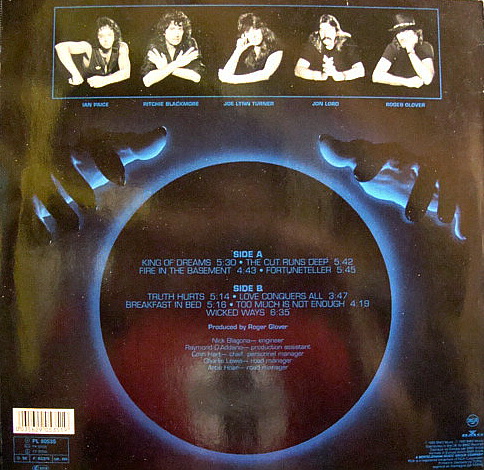 IAN PAICE RITCHIE BLACKMORE JOE LYNN TURNER JON LORD ROGER GLOVER
SIDE A
KING OF DREAMS 5:30 • THE CUT RUNS DEEP 5:42
FIRE IN THE BASEMENT 4:43 • FORTUNETELLER 5:45
SIDE B
TRUTH HURTS 5:14 • LOVE CONQUERS ALL 3:47
BREAKFAST IN BED 5:16 • TOO MUCH IS NOT ENOUGH 4:19
WICKED WAYS 6:35
Produced by Roger Glover
Nick Blagona— engineer
Raymond D'Addario— production assistant
Colin Hart— chief personnel manager
Charlie Lewis— road manager
road manager
PL 90535
BMG